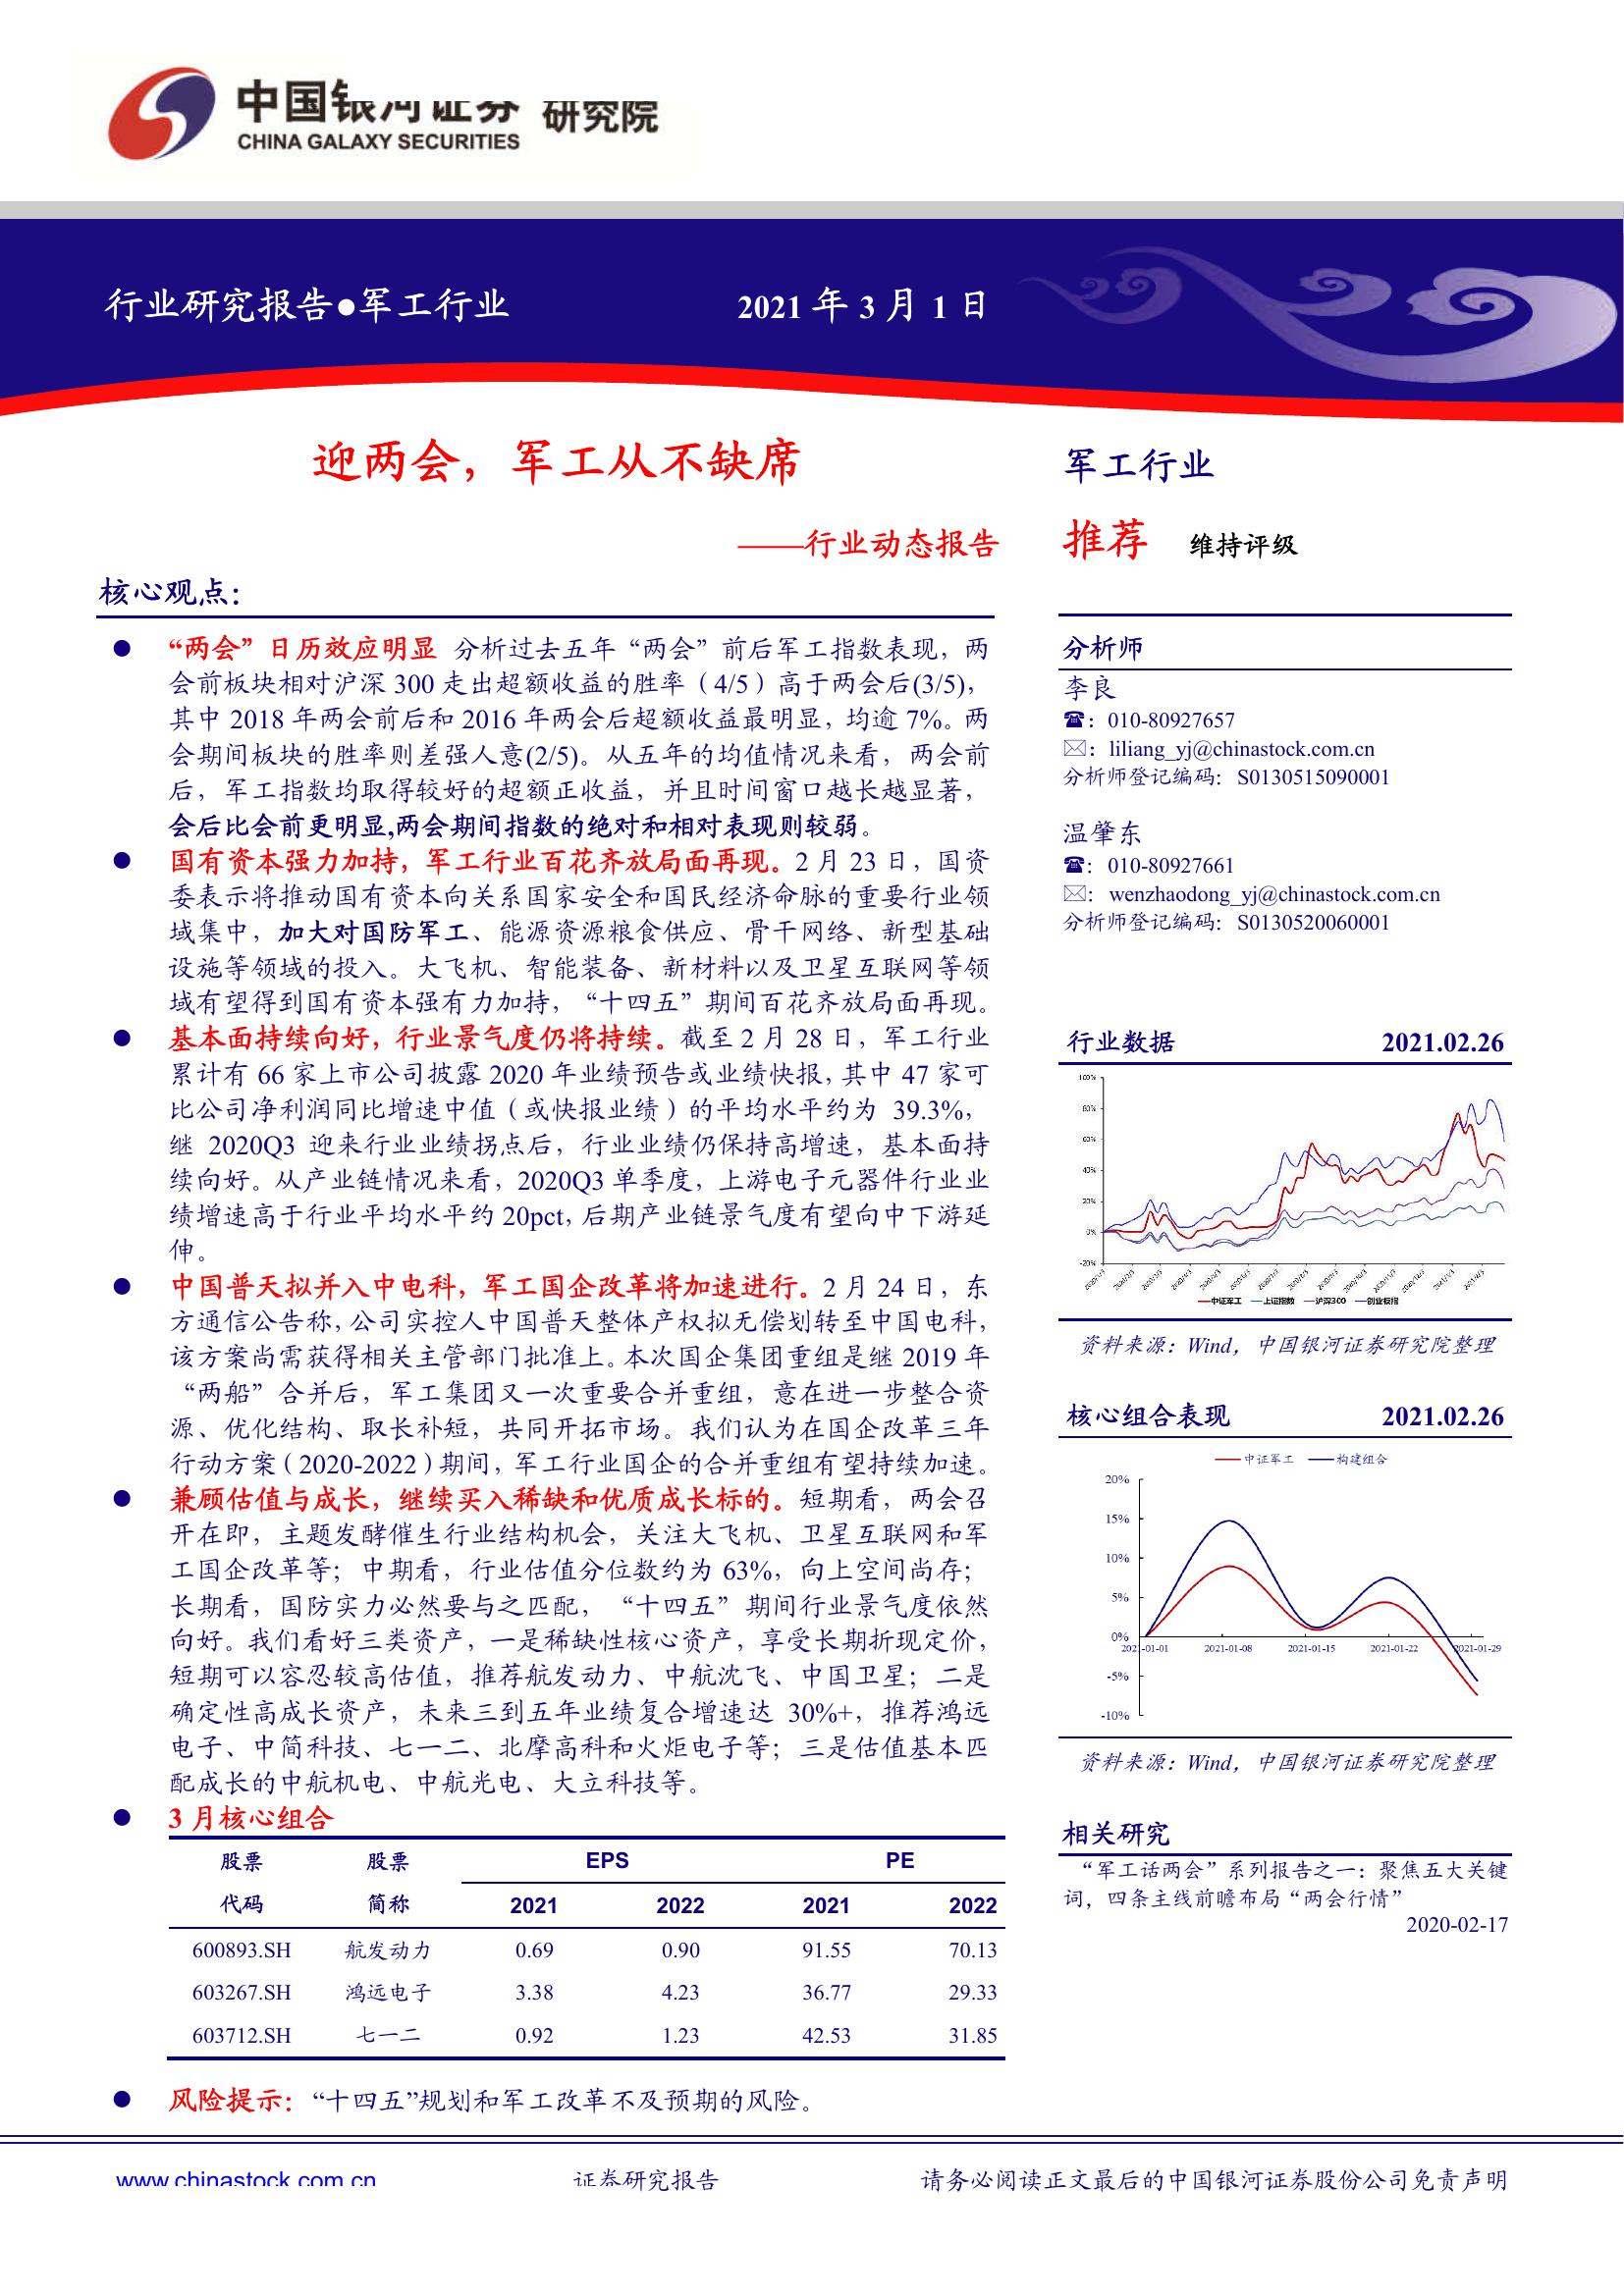 中国银河证券 研究院
CHINA GALAXY SECURITIES
行业研究报告●军工行业 2021 年 3 月 1 日
迎两会，军工从不缺席
——行业动态报告
核心观点：
● “两会”日历效应明显 分析过去五年“两会”前后军工指数表现，两
会前板块相对沪深 300 走出超额收益的胜率（4/5）高于两会后(3/5)，
其中 2018 年两会前后和 2016 年两会后超额收益最明显，均逾 7%。两
会期间板块的胜率则差强人意(2/5)。从五年的均值情况来看，两会前
后，军工指数均取得较好的超额正收益，并且时间窗口越长越显著，
会后比会前更明显,两会期间指数的绝对和相对表现则较弱。
● 国有资本强力加持，军工行业百花齐放局面再现。2 月 23 日，国资
委表示将推动国有资本向关系国家安全和国民经济命脉的重要行业领
域集中，加大对国防军工、能源资源粮食供应、骨干网络、新型基础
设施等领域的投入。大飞机、智能装备、新材料以及卫星互联网等领
域有望得到国有资本强有力加持，“十四五”期间百花齐放局面再现。
● 基本面持续向好，行业景气度仍将持续。截至 2 月 28 日，军工行业
累计有 66 家上市公司披露 2020 年业绩预告或业绩快报，其中 47 家可
比公司净利润同比增速中值（或快报业绩）的平均水平约为 39.3%，
继 2020Q3 迎来行业业绩拐点后，行业业绩仍保持高增速，基本面持
续向好。从产业链情况来看，2020Q3 单季度，上游电子元器件行业业
绩增速高于行业平均水平约 20pct，后期产业链景气度有望向中下游延
伸。
● 中国普天拟并入中电科，军工国企改革将加速进行。2 月 24 日，东
方通信公告称，公司实控人中国普天整体产权拟无偿划转至中国电科，
该方案尚需获得相关主管部门批准上。本次国企集团重组是继 2019 年
“两船”合并后，军工集团又一次重要合并重组，意在进一步整合资
源、优化结构、取长补短，共同开拓市场。我们认为在国企改革三年
行动方案（2020-2022）期间，军工行业国企的合并重组有望持续加速。
● 兼顾估值与成长，继续买入稀缺和优质成长标的。短期看，两会召
开在即，主题发酵催生行业结构机会，关注大飞机、卫星互联网和军
工国企改革等；中期看，行业估值分位数约为 63%，向上空间尚存；
长期看，国防实力必然要与之匹配，“十四五”期间行业景气度依然
向好。我们看好三类资产，一是稀缺性核心资产，享受长期折现定价，
短期可以容忍较高估值，推荐航发动力、中航沈飞、中国卫星；二是
确定性高成长资产，未来三到五年业绩复合增速达 30%+，推荐鸿远
电子、中简科技、七一二、北摩高科和火炬电子等；三是估值基本匹
配成长的中航机电、中航光电、大立科技等。
● 3 月核心组合
股票 股票 EPS PE
代码 简称 2021 2022 2021 2022
600893.SH 航发动力 0.69 0.90 91.55 70.13
603267.SH 鸿远电子 3.38 4.23 36.77 29.33
603712.SH 七一二 0.92 1.23 42.53 31.85
● 风险提示：“十四五”规划和军工改革不及预期的风险。
军工行业
推荐 维持评级
分析师
李良
☎：010-80927657
✉：liliang_yj@chinastock.com.cn
分析师登记编码：S0130515090001
温肇东
☎：010-80927661
✉：wenzhaodong_yj@chinastock.com.cn
分析师登记编码：S0130520060001
行业数据 2021.02.26
100%
80%
60%
40%
20%
0%
-20%
中证军工 上证指数 沪深300 创业板指
资料来源：Wind，中国银河证券研究院整理
核心组合表现 2021.02.26
中证军工 构建组合
20%
15%
10%
5%
0%
2021-01-01 2021-01-08 2021-01-15 2021-01-22 2021-01-29
-5%
-10%
资料来源：Wind，中国银河证券研究院整理
相关研究
“军工话两会”系列报告之一：聚焦五大关键
词，四条主线前瞻布局“两会行情”
2020-02-17
www.chinastock.com.cn 证券研究报告 请务必阅读正文最后的中国银河证券股份公司免责声明